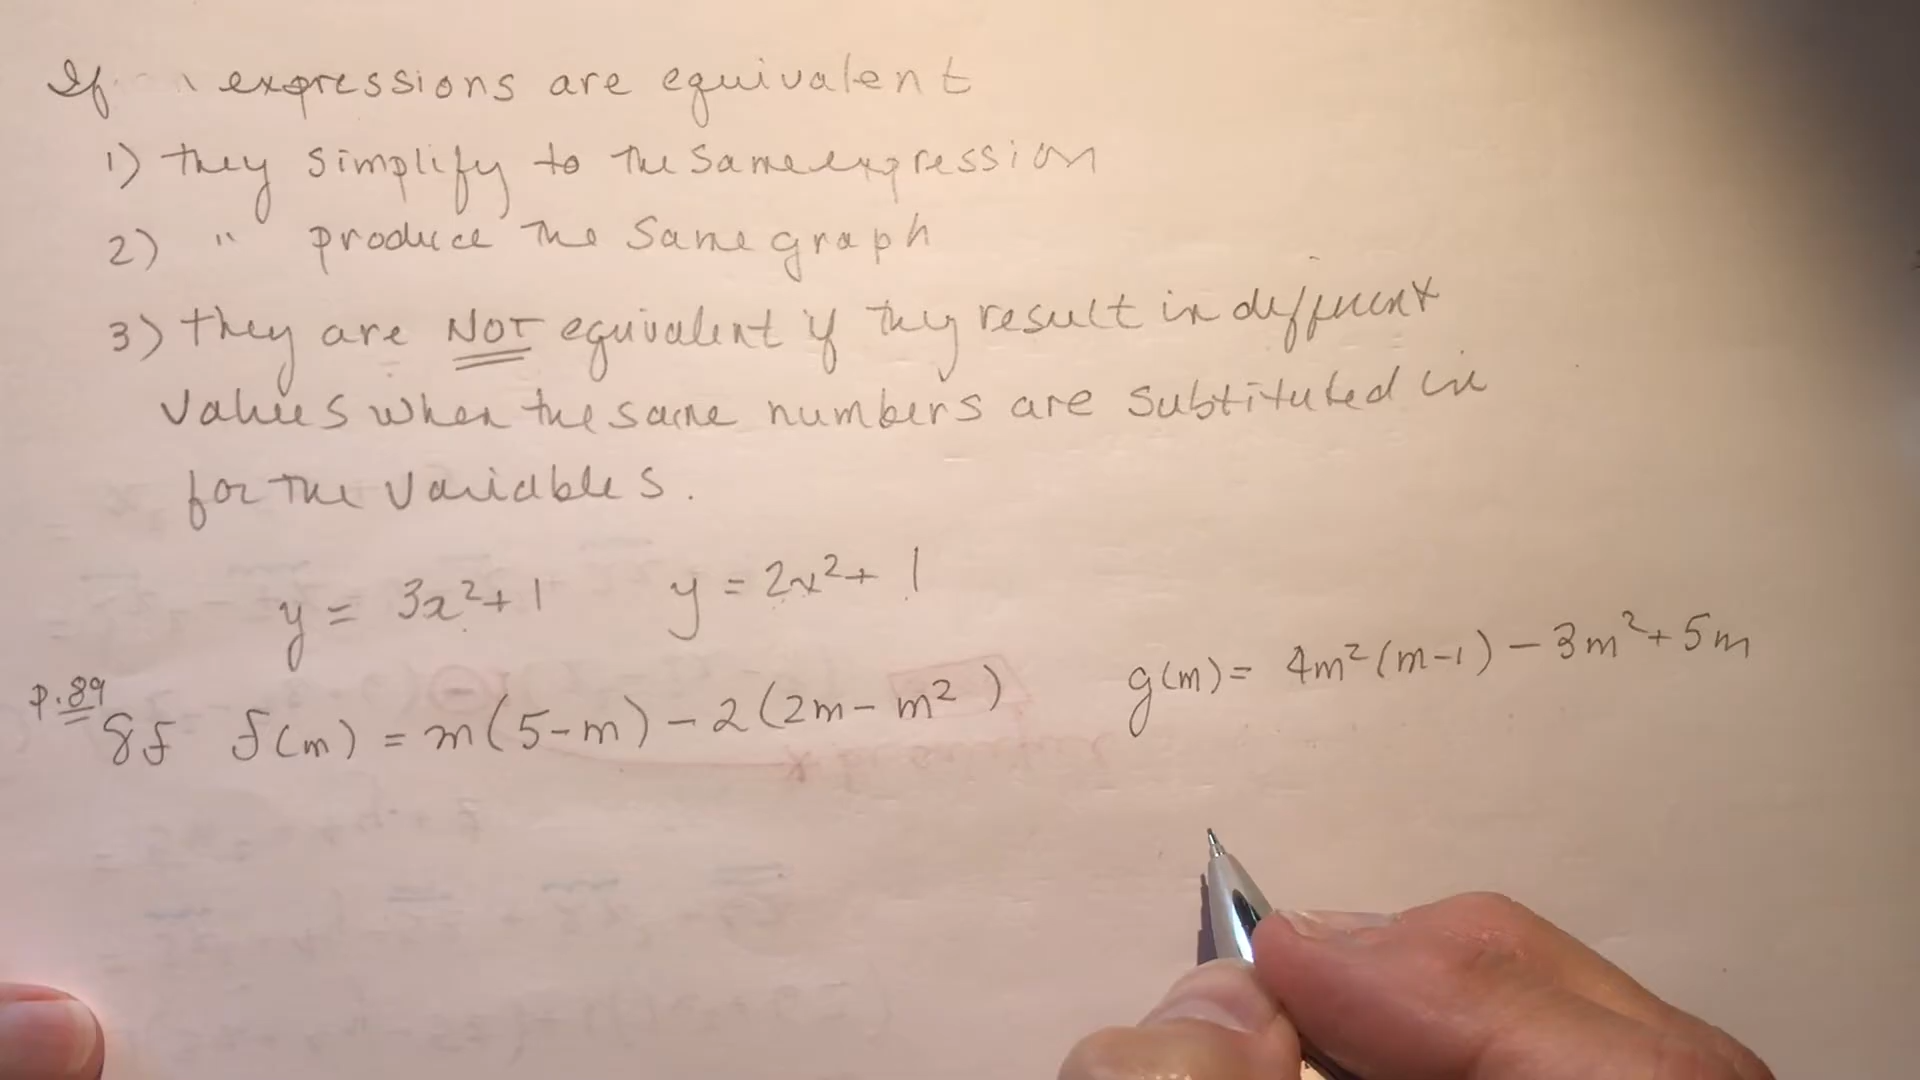 If expressions are equivalent
1) they simplify to the same expression
2) " produce the same graph
3) they are NOT equivalent if they result in different
values when the same numbers are substituted in
for the variables.
y = 3x²+1 y = 2x²+ 1
p.89
8f f(m) = m(5-m) - 2(2m - m²) g(m) = 4m²(m-1) - 3m²+5m